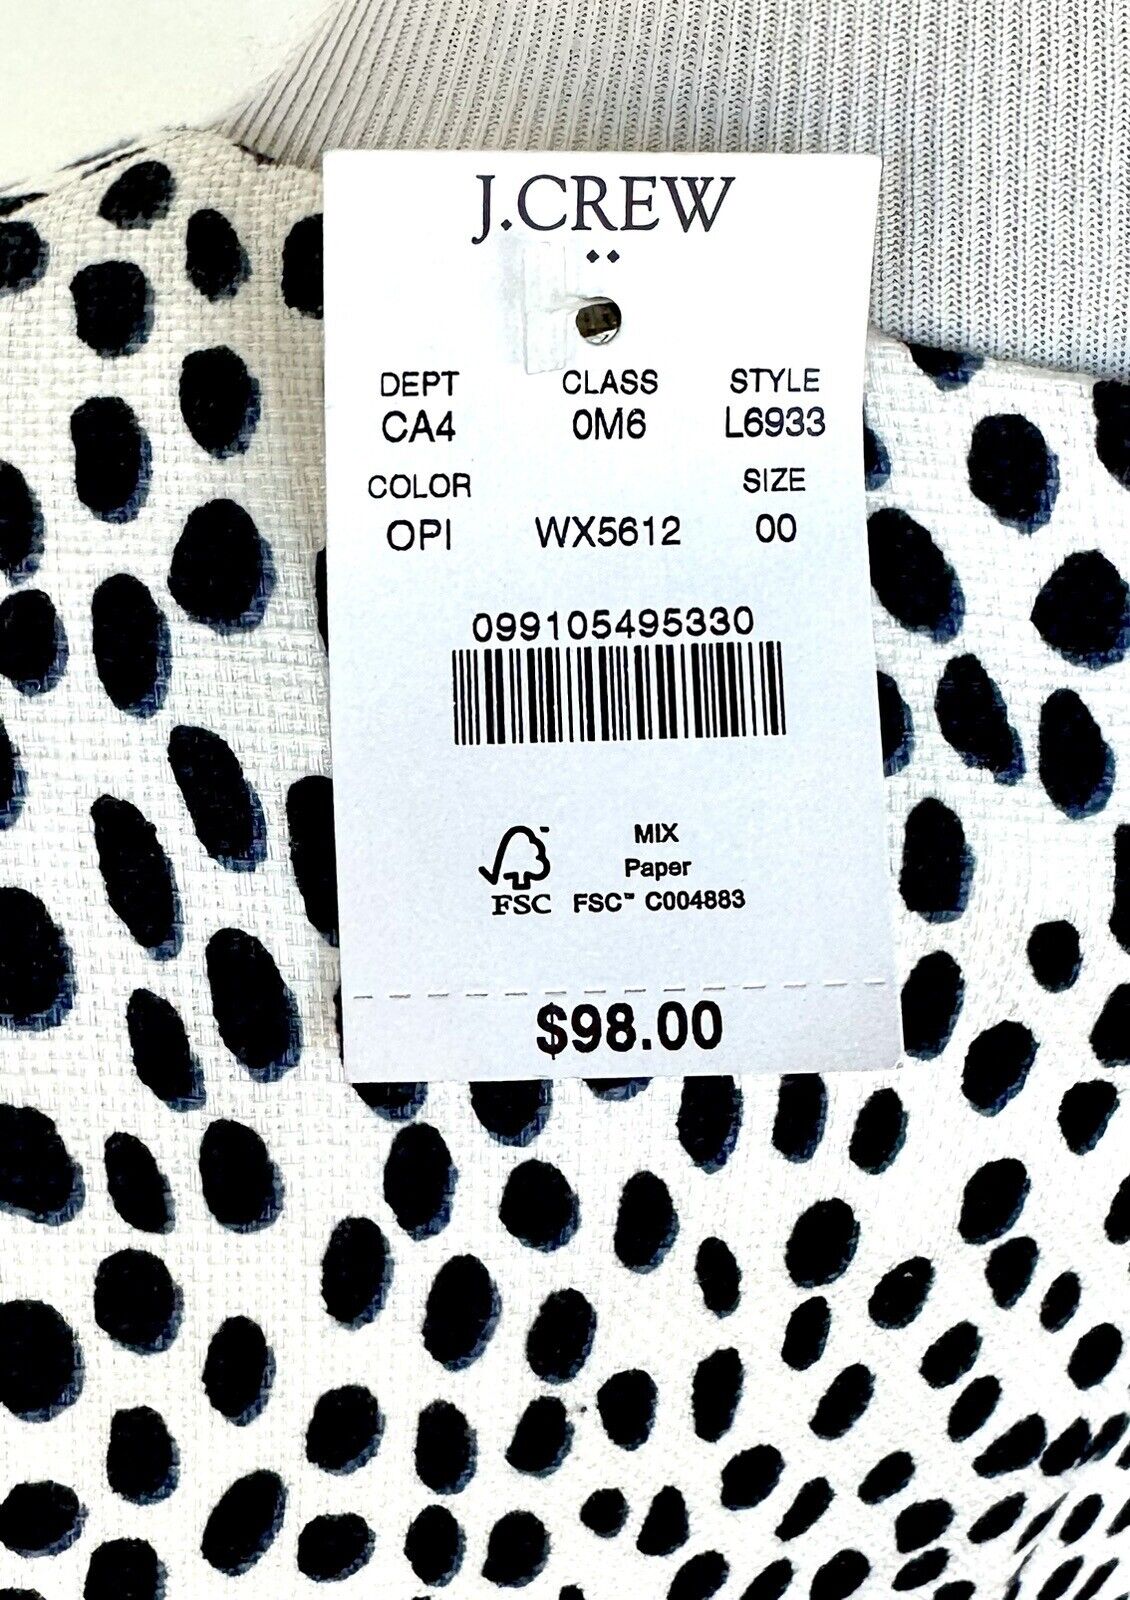 J.CREW
DEPT CLASS STYLE
CA4 0M6 L6933
COLOR SIZE
OPI WX5612 00
099105495330
MIX
Paper
FSC FSC™ C004883
$98.00